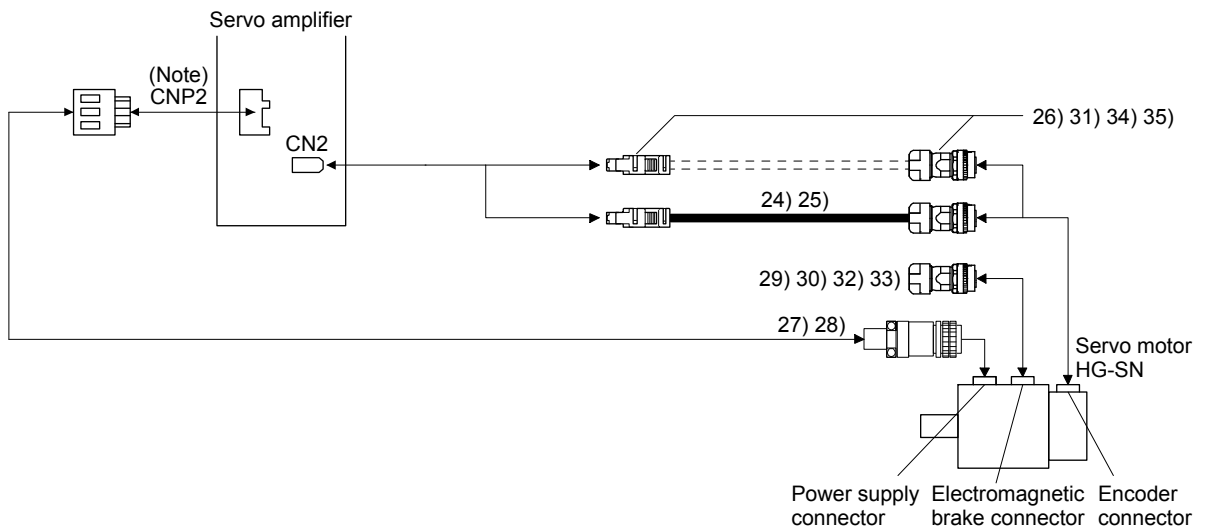 Servo amplifier
(Note)
CNP2
CN2
26) 31) 34) 35)
24) 25)
29) 30) 32) 33)
27) 28)
Servo motor
HG-SN
Power supply
connector
Electromagnetic
brake connector
Encoder
connector